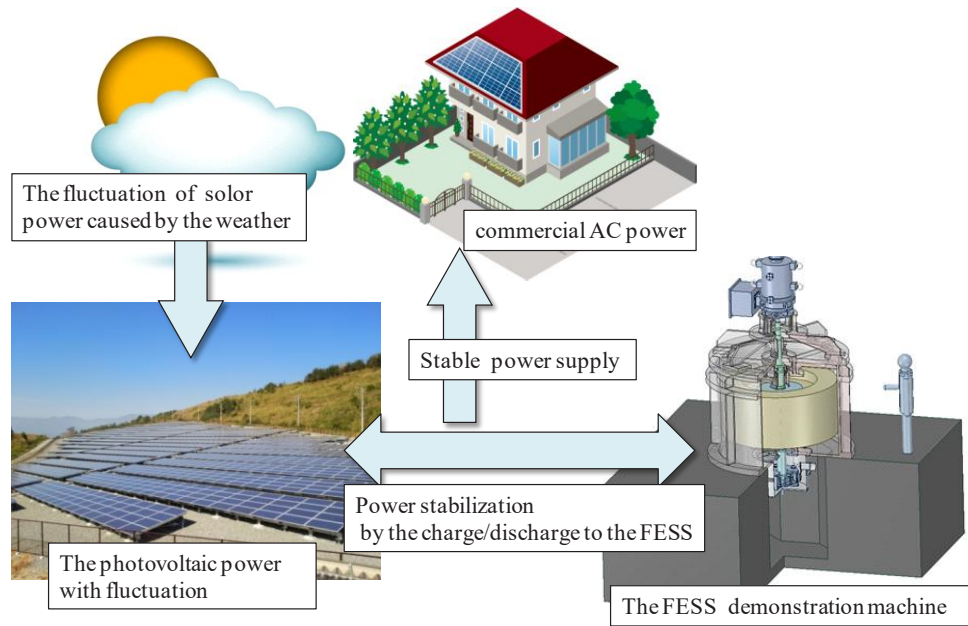 The fluctuation of solor
power caused by the weather
commercial AC power
Stable power supply
Power stabilization
by the charge/discharge to the FESS
The photovoltaic power
with fluctuation
The FESS demonstration machine